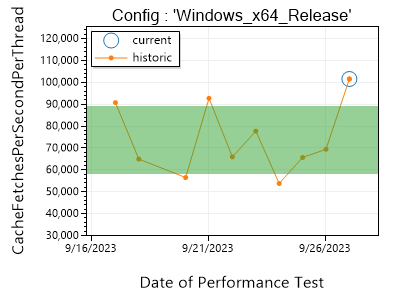 Config : 'Windows_x64_Release'
CacheFetchesPerSecondPerThread
current
historic
120,000
110,000
100,000
90,000
80,000
70,000
60,000
50,000
40,000
30,000
9/16/2023
9/21/2023
9/26/2023
Date of Performance Test